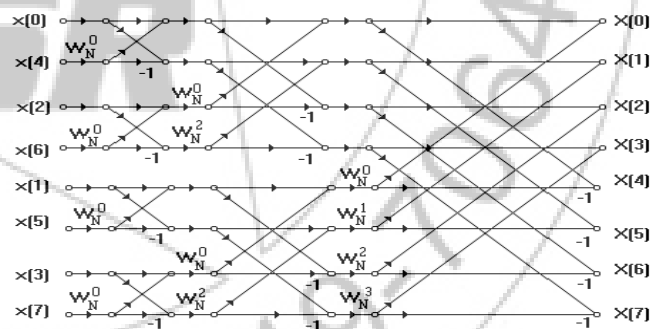 x(0) X(0)
W_N^0
x(4) -1 X(1)
W_N^0
x(2) X(2)
W_N^0 W_N^2 -1
x(6) -1 -1 X(3)
W_N^0
x(1) X(4)
-1
W_N^0 W_N^1
x(5) -1 X(5)
-1
W_N^0 W_N^2
x(3) -1 X(6)
-1
W_N^0 W_N^2 W_N^3
x(7) -1 -1 X(7)
-1
7064